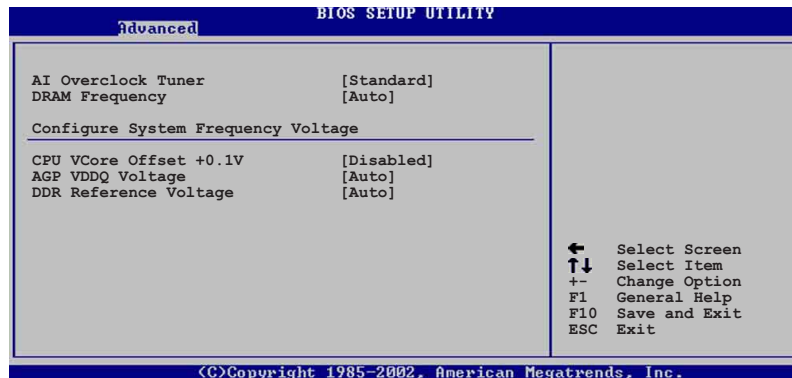 BIOS SETUP UTILITY
Advanced
AI Overclock Tuner [Standard]
DRAM Frequency [Auto]
Configure System Frequency Voltage
CPU VCore Offset +0.1V [Disabled]
AGP VDDQ Voltage [Auto]
DDR Reference Voltage [Auto]
← Select Screen
↑↓ Select Item
+- Change Option
F1 General Help
F10 Save and Exit
ESC Exit
(C)Copyright 1985-2002, American Megatrends, Inc.